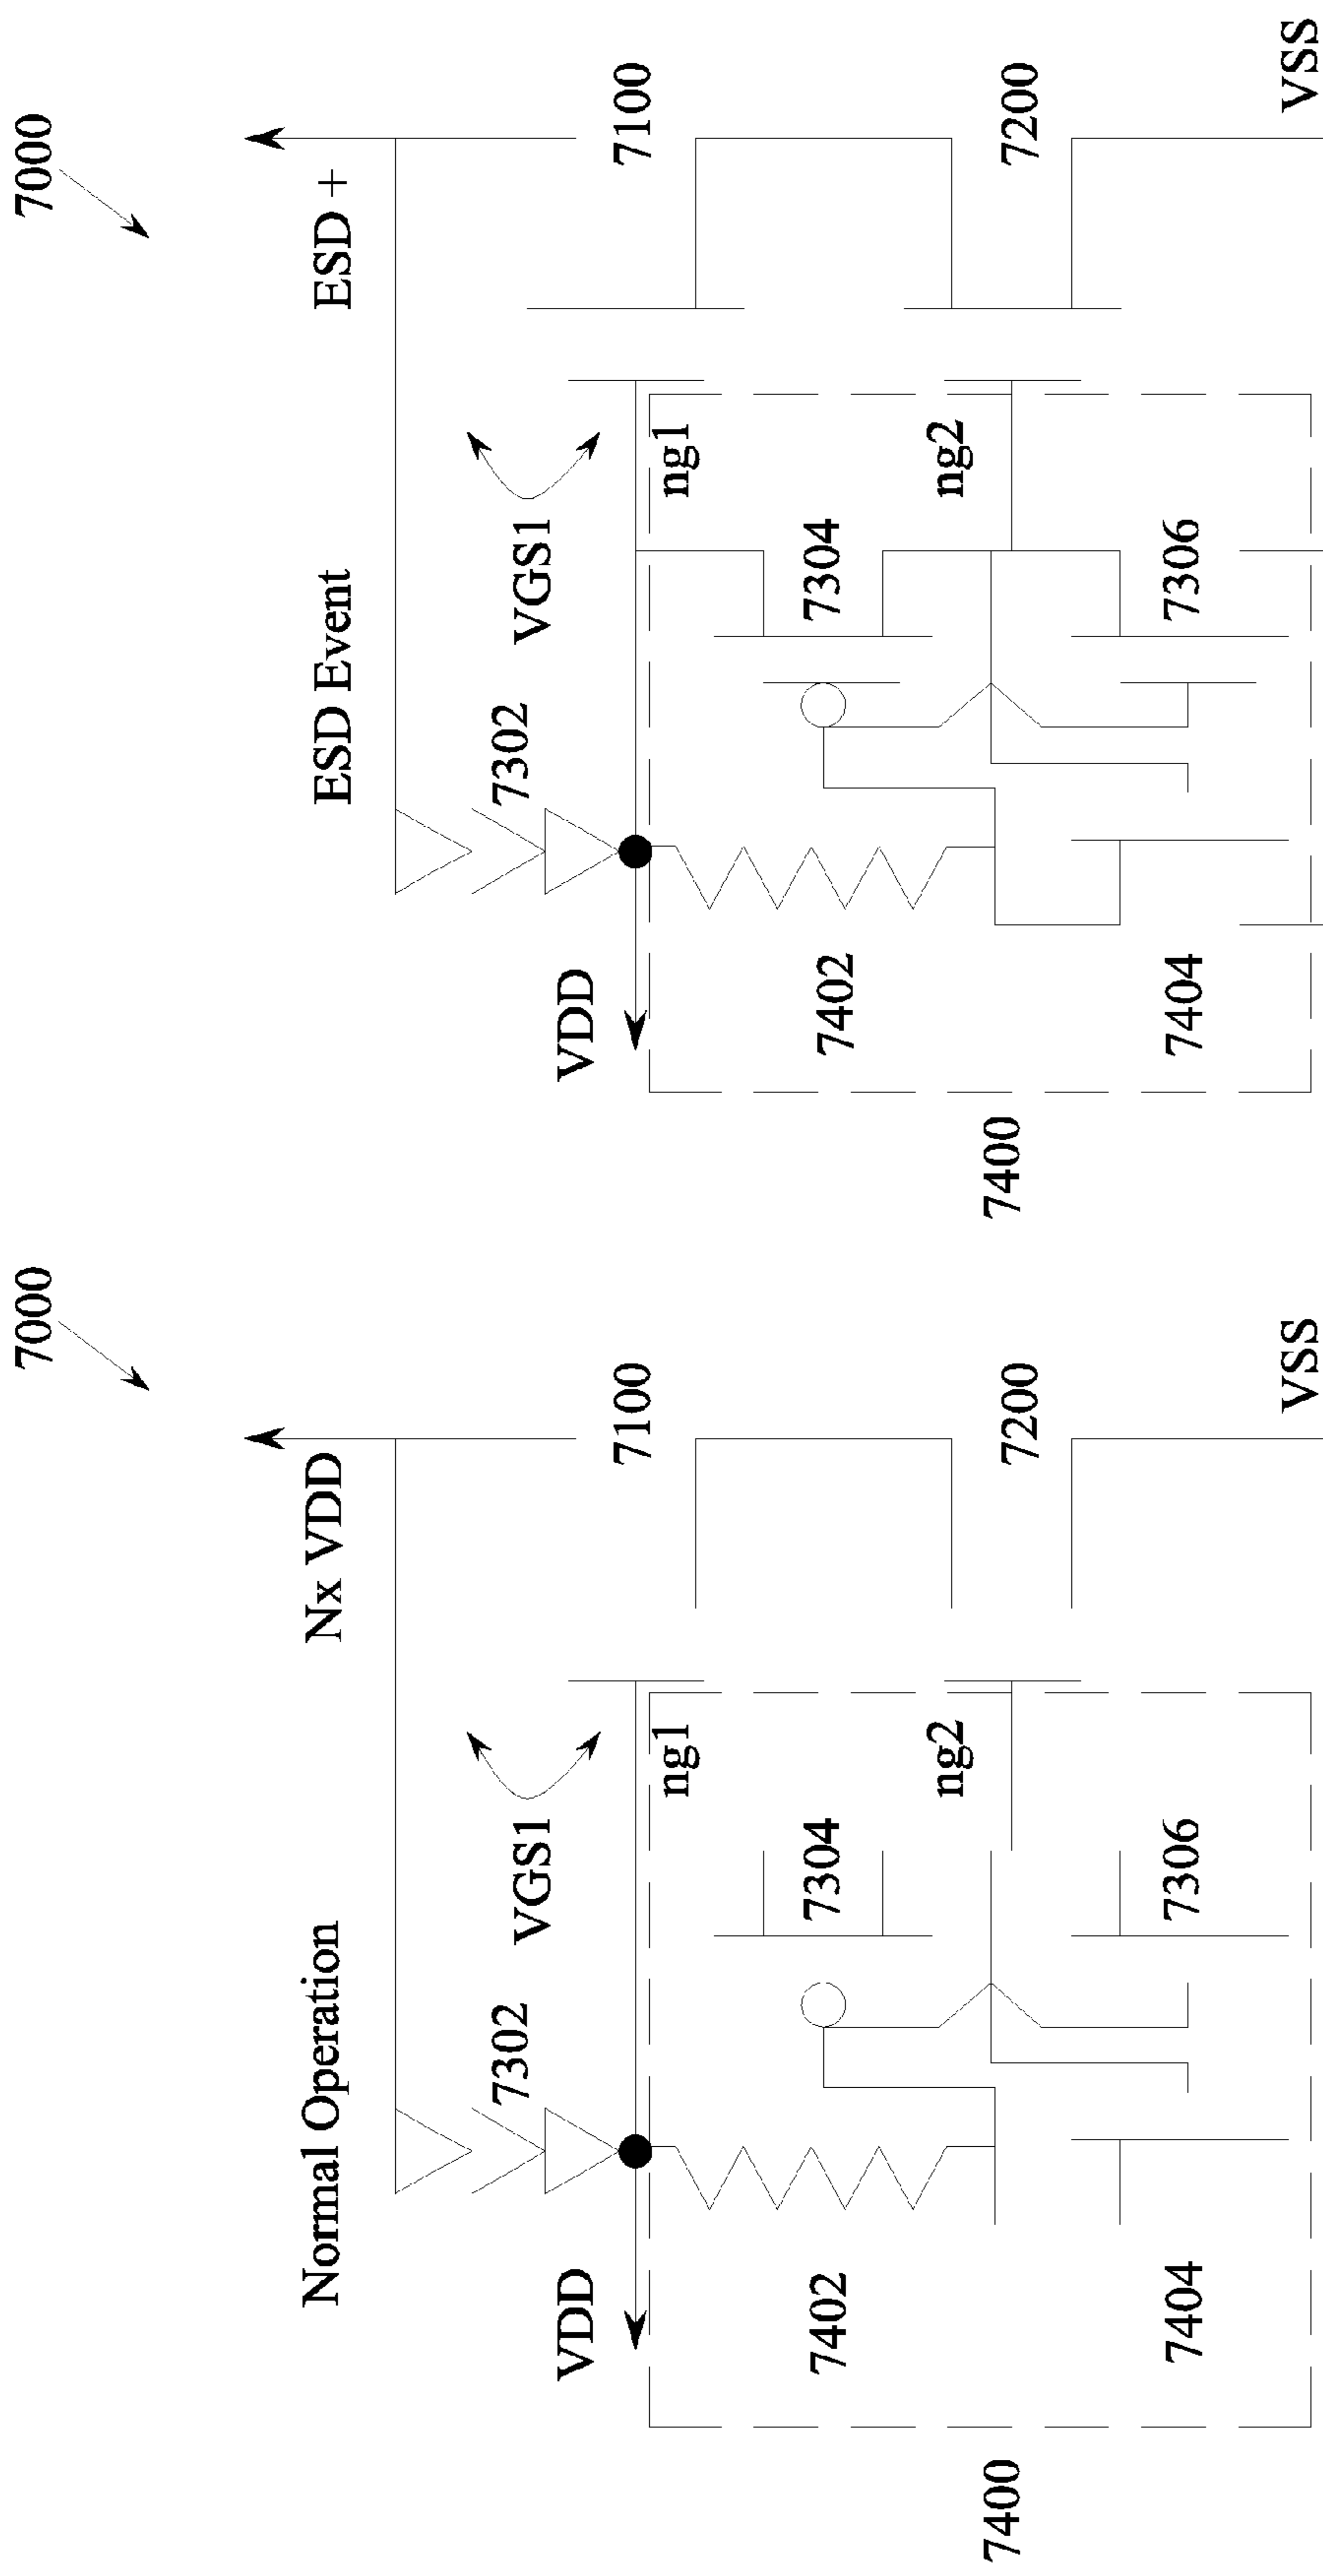 7000
Normal Operation
Nx VDD
7302
VGS1
VDD
7100
ng1
7402
7304
ng2
7200
7400
7404
7306
VSS
7000
ESD Event
ESD +
7302
VGS1
VDD
7100
ng1
7402
7304
ng2
7200
7400
7404
7306
VSS